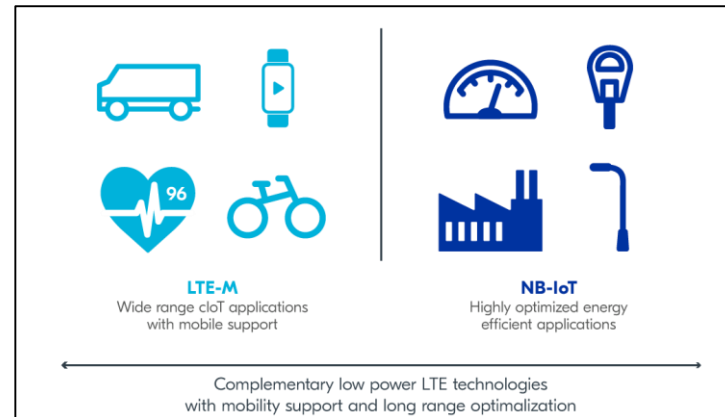 96
LTE-M
Wide range cIoT applications
with mobile support
NB-IoT
Highly optimized energy
efficient applications
Complementary low power LTE technologies
with mobility support and long range optimalization